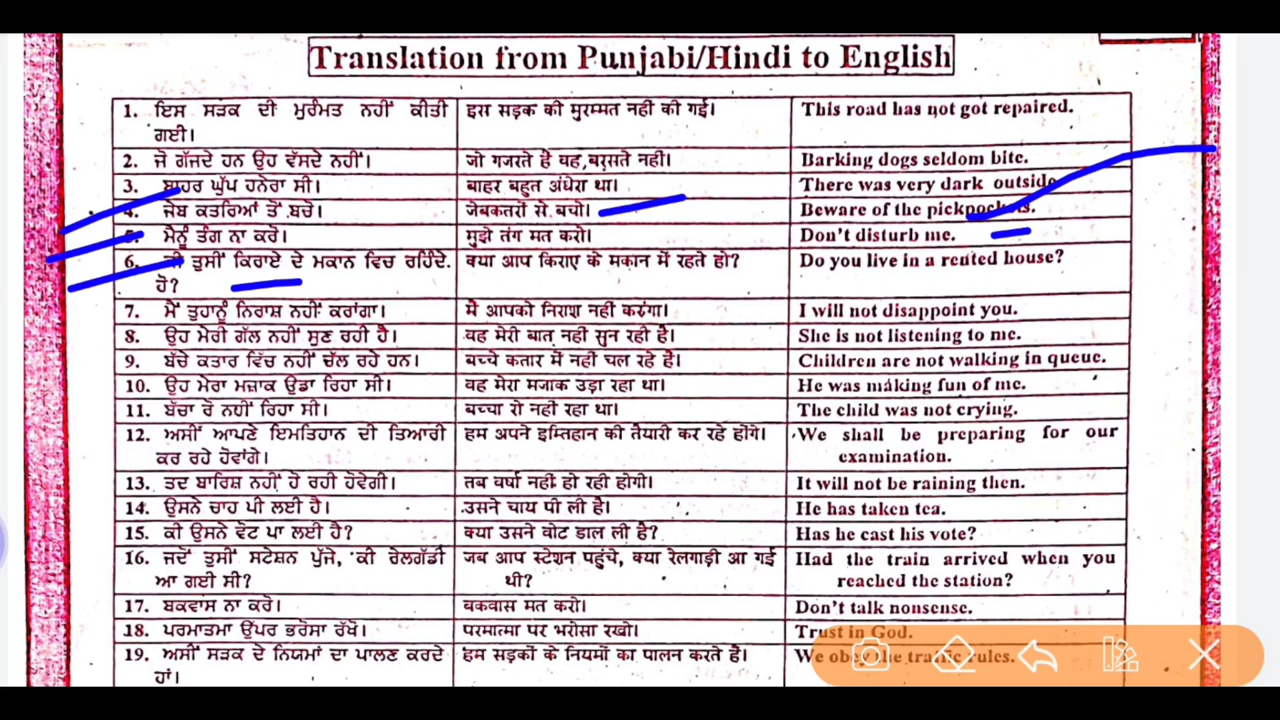 Translation from Punjabi/Hindi to English
1. ਇਸ ਸੜਕ ਦੀ ਮੁਰੰਮਤ ਨਹੀਂ ਕੀਤੀ
ਗਈ।
इस सड़क की मुरम्मत नहीं की गई।
This road has not got repaired.
2. ਜੋ ਗੱਜਦੇ ਹਨ ਉਹ ਵੱਸਦੇ ਨਹੀਂ।
जो गजरते है वह बरसते नही।
Barking dogs seldom bite.
3. ਬਾਹਰ ਘੁੱਪ ਹਨੇਰਾ ਸੀ।
बाहर बहुत अंधेरा था।
There was very dark outside
4. ਜੇਬ ਕਤਰਿਆਂ ਤੋਂ ਬਚੋ।
जेबकतरों से बचो।
Beware of the pickpockets.
5. ਮੈਨੂੰ ਤੰਗ ਨਾ ਕਰੋ।
मुझे तंग मत करो।
Don't disturb me.
6. ਕੀ ਤੁਸੀਂ ਕਿਰਾਏ ਦੇ ਮਕਾਨ ਵਿਚ ਰਹਿੰਦੇ.
ਹੋ?
क्या आप किराए के मकान में रहते हो?
Do you live in a rented house?
7. ਮੈਂ ਤੁਹਾਨੂੰ ਨਿਰਾਸ਼ ਨਹੀਂ ਕਰਾਂਗਾ।
मै आपको निराश नही करुंगा।
I will not disappoint you.
8. ਉਹ ਮੇਰੀ ਗੱਲ ਨਹੀਂ ਸੁਣ ਰਹੀ ਹੈ।
वह मेरी बात नही सुन रही है।
She is not listening to me.
9. ਬੱਚੇ ਕਤਾਰ ਵਿੱਚ ਨਹੀਂ ਚੱਲ ਰਹੇ ਹਨ।
बच्चे कतार में नही चल रहे है।
Children are not walking in queue.
10. ਉਹ ਮੇਰਾ ਮਜ਼ਾਕ ਉਡਾ ਰਿਹਾ ਸੀ।
वह मेरा मजाक उड़ा रहा था।
He was making fun of me.
11. ਬੱਚਾ ਰੋ ਨਹੀਂ ਰਿਹਾ ਸੀ।
बच्चा रो नही रहा था।
The child was not crying.
12. ਅਸੀਂ ਆਪਣੇ ਇਮਤਿਹਾਨ ਦੀ ਤਿਆਰੀ
ਕਰ ਰਹੇ ਹੋਵਾਂਗੇ।
हम अपने इम्तिहान की तैयारी कर रहे होंगे।
We shall be preparing for our
examination.
13. ਤਦ ਬਾਰਿਸ਼ ਨਹੀਂ ਹੋ ਰਹੀ ਹੋਵੇਗੀ।
तब वर्षा नही हो रही होगी।
It will not be raining then.
14. ਉਸਨੇ ਚਾਹ ਪੀ ਲਈ ਹੈ।
उसने चाय पी ली है।
He has taken tea.
15. ਕੀ ਉਸਨੇ ਵੋਟ ਪਾ ਲਈ ਹੈ?
क्या उसने वोट डाल ली है?
Has he cast his vote?
16. ਜਦੋਂ ਤੁਸੀਂ ਸਟੇਸ਼ਨ ਪੁੱਜੇ, ਕੀ ਰੇਲਗੱਡੀ
ਆ ਗਈ ਸੀ?
जब आप स्टेशन पहुंचे, क्या रेलगाड़ी आ गई
थी?
Had the train arrived when you
reached the station?
17. ਬਕਵਾਸ ਨਾ ਕਰੋ।
बकवास मत करो।
Don't talk nonsense.
18. ਪਰਮਾਤਮਾ ਉੱਪਰ ਭਰੋਸਾ ਰੱਖੋ।
परमात्मा पर भरोसा रखो।
Trust in God.
19. ਅਸੀਂ ਸੜਕ ਦੇ ਨਿਯਮਾਂ ਦਾ ਪਾਲਣ ਕਰਦੇ
ਹਾਂ।
हम सड़कों के नियमों का पालन करते है।
We obey the traffic rules.